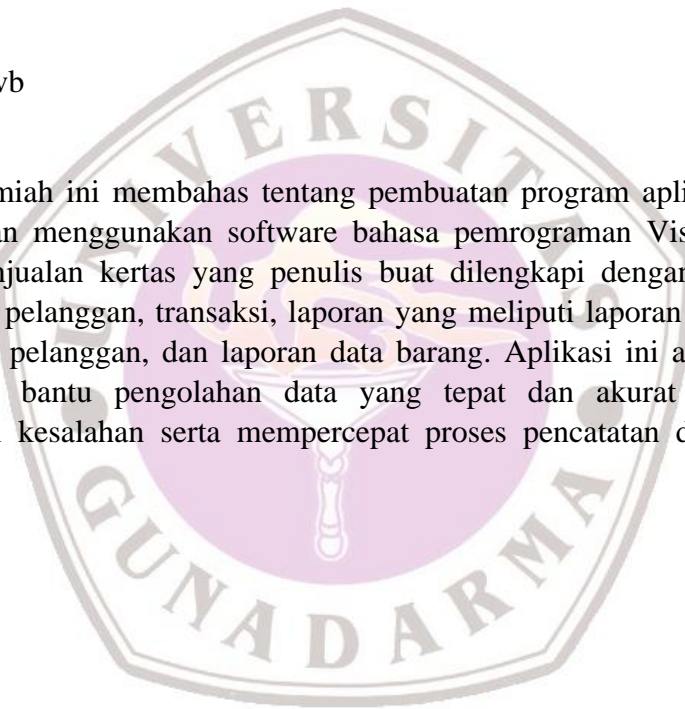 vb
miah ini membahas tentang pembuatan program apli
an menggunakan software bahasa pemrograman Vis
njualan kertas yang penulis buat dilengkapi dengan
pelanggan, transaksi, laporan yang meliputi laporan
pelanggan, dan laporan data barang. Aplikasi ini a
bantu pengolahan data yang tepat dan akurat
kesalahan serta mempercepat proses pencatatan d
UNIVERSITAS
GUNADARMA